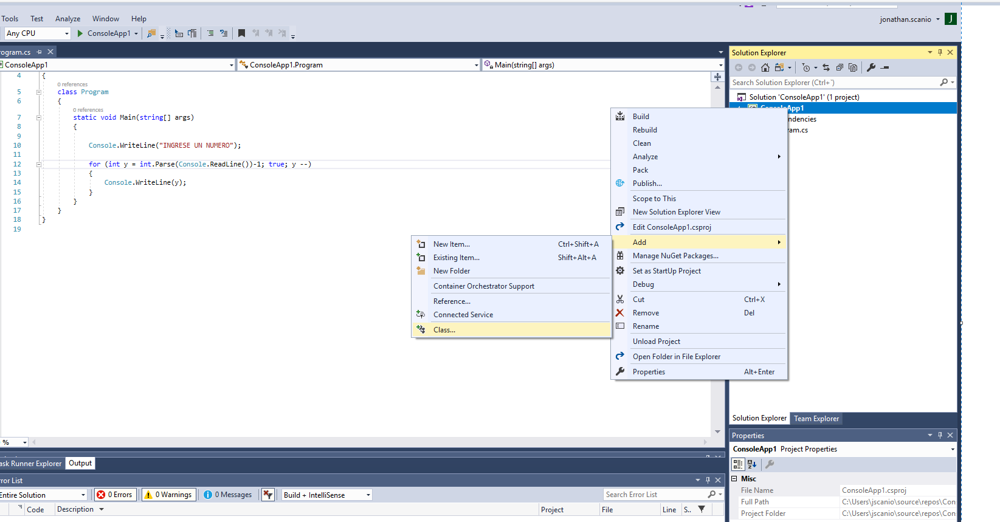 Tools Test Analyze Window Help
jonathan.scanio J
Any CPU ConsoleApp1
rogram.cs
ConsoleApp1 ConsoleApp1.Program Main(string[] args)
4 {
0 references
5 class Program
6 {
0 references
7 static void Main(string[] args)
8 {
9
10 Console.WriteLine("INGRESE UN NUMERO");
11
12 for (int y = int.Parse(Console.ReadLine())-1; true; y --)
13 {
14 Console.WriteLine(y);
15 }
16 }
17 }
18 }
19
%
Solution Explorer
Search Solution Explorer (Ctrl+`)
Solution 'ConsoleApp1' (1 project)
ConsoleApp1
ndencies
ram.cs
Build
Rebuild
Clean
Analyze
Pack
Publish...
Scope to This
New Solution Explorer View
Edit ConsoleApp1.csproj
Add
Manage NuGet Packages...
Set as StartUp Project
Debug
Cut Ctrl+X
Remove Del
Rename
Unload Project
Open Folder in File Explorer
Properties Alt+Enter
New Item... Ctrl+Shift+A
Existing Item... Shift+Alt+A
New Folder
Container Orchestrator Support
Reference...
Connected Service
Class...
Solution Explorer Team Explorer
Properties
ConsoleApp1 Project Properties
Misc
File Name ConsoleApp1.csproj
Full Path C:\Users\jscanio\source\repos\Con
Project Folder C:\Users\jscanio\source\repos\Con
ask Runner Explorer Output
rror List
Entire Solution 0 Errors 0 Warnings 0 Messages Build + IntelliSense Search Error List
Code Description Project File Line S..